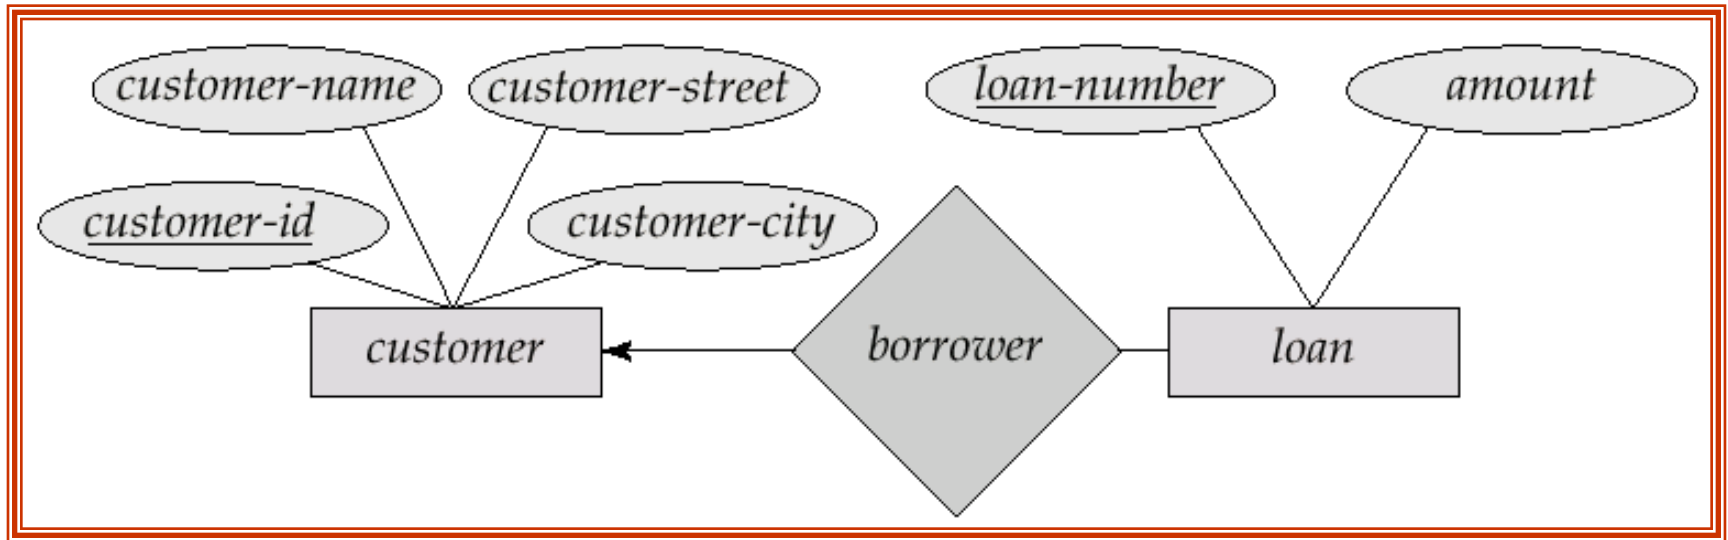 customer-name
customer-street
loan-number
amount
customer-id
customer-city
customer
borrower
loan